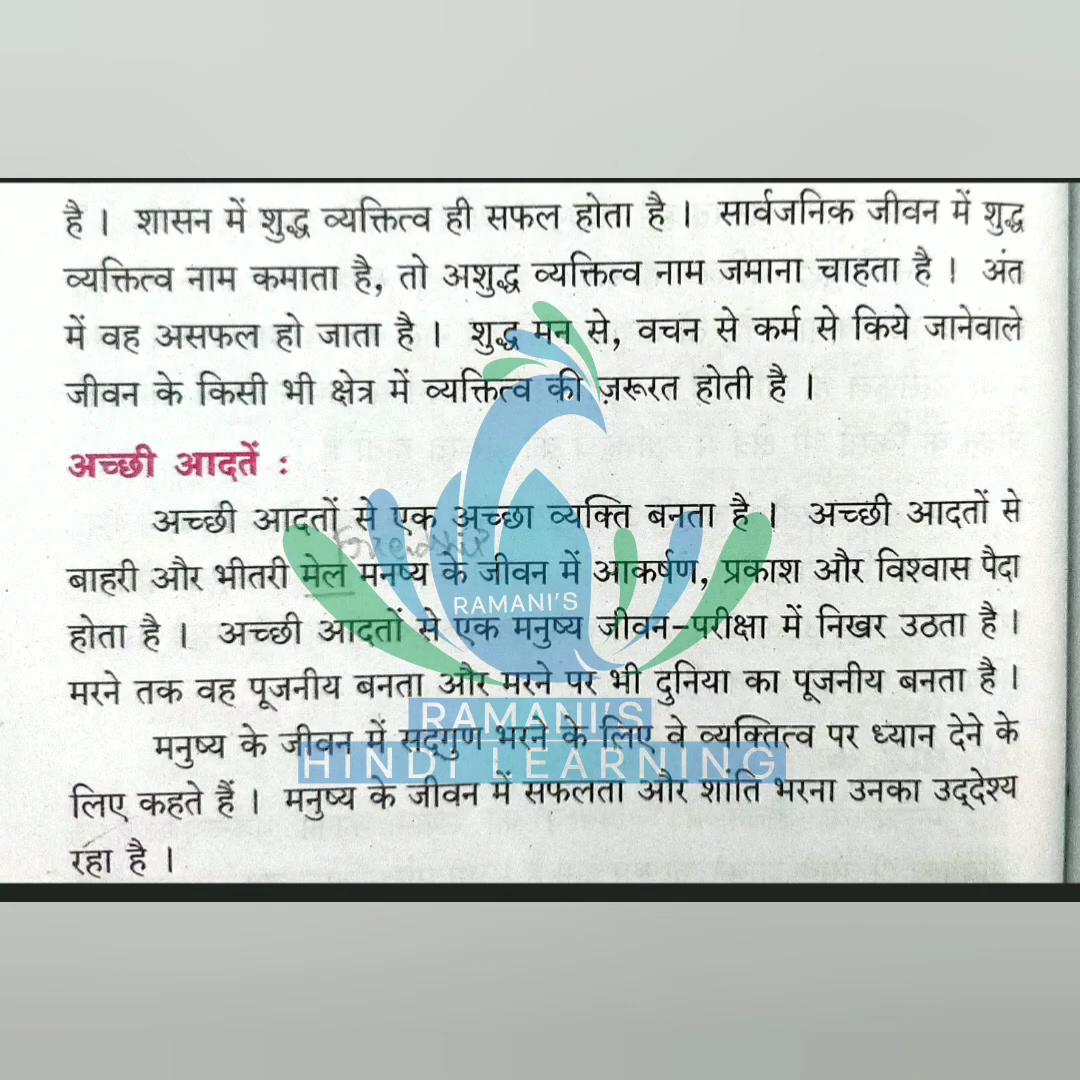 है । शासन में शुद्ध व्यक्तित्व ही सफल होता है । सार्वजनिक जीवन में शुद्ध
व्यक्तित्व नाम कमाता है, तो अशुद्ध व्यक्तित्व नाम जमाना चाहता है ! अंत
में वह असफल हो जाता है । शुद्ध मन से, वचन से कर्म से किये जानेवाले
जीवन के किसी भी क्षेत्र में व्यक्तित्व की ज़रूरत होती है ।
अच्छी आदतें :
अच्छी आदतों से एक अच्छा व्यक्ति बनता है । अच्छी आदतों से
Friendship
बाहरी और भीतरी मेल मनुष्य के जीवन में आकर्षण, प्रकाश और विश्वास पैदा
RAMANI'S
होता है । अच्छी आदतों से एक मनुष्य जीवन-परीक्षा में निखर उठता है ।
मरने तक वह पूजनीय बनता और मरने पर भी दुनिया का पूजनीय बनता है ।
RAMANI'S
मनुष्य के जीवन में सद्गुण भरने के लिए वे व्यक्तित्व पर ध्यान देने के
HINDI LEARNING
लिए कहते हैं । मनुष्य के जीवन में सफलता और शांति भरना उनका उद्देश्य
रहा है ।